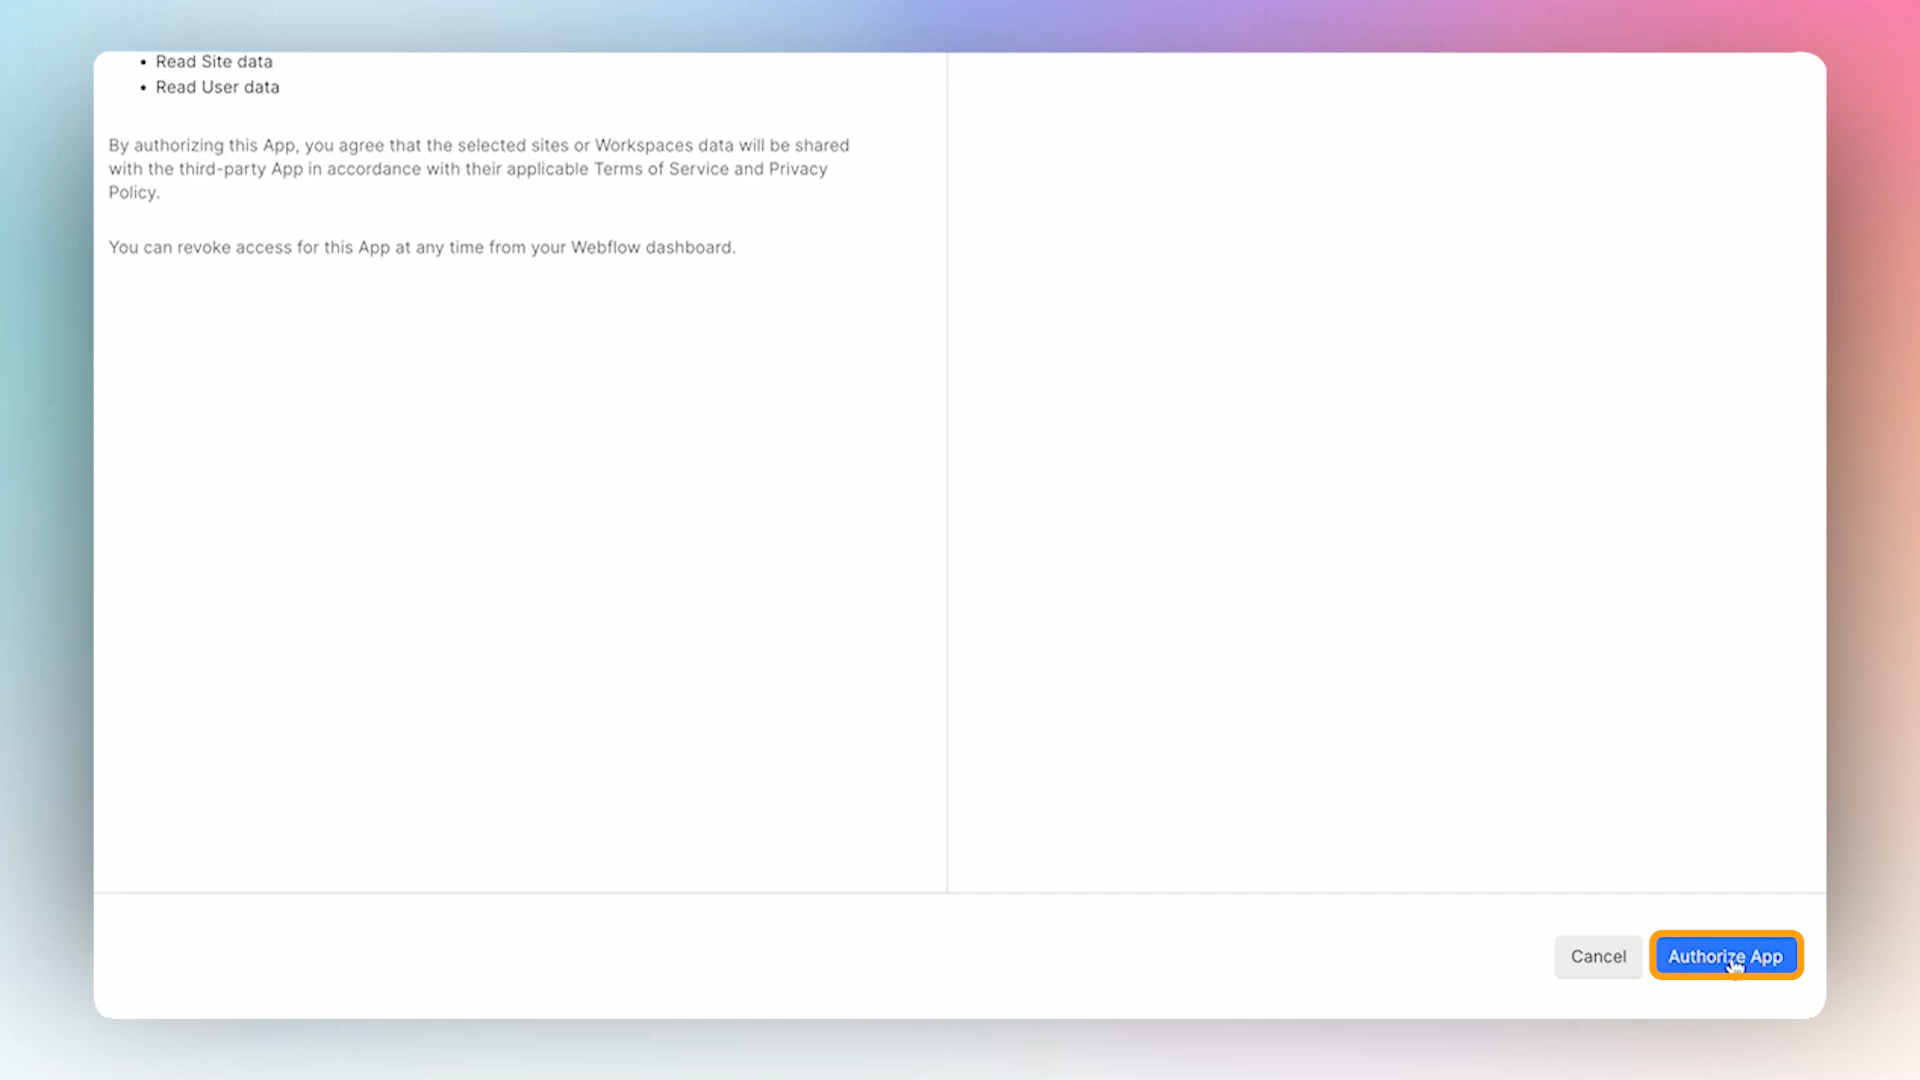 • Read Site data
• Read User data
By authorizing this App, you agree that the selected sites or Workspaces data will be shared
with the third-party App in accordance with their applicable Terms of Service and Privacy
Policy.
You can revoke access for this App at any time from your Webflow dashboard.
Cancel
Authorize App